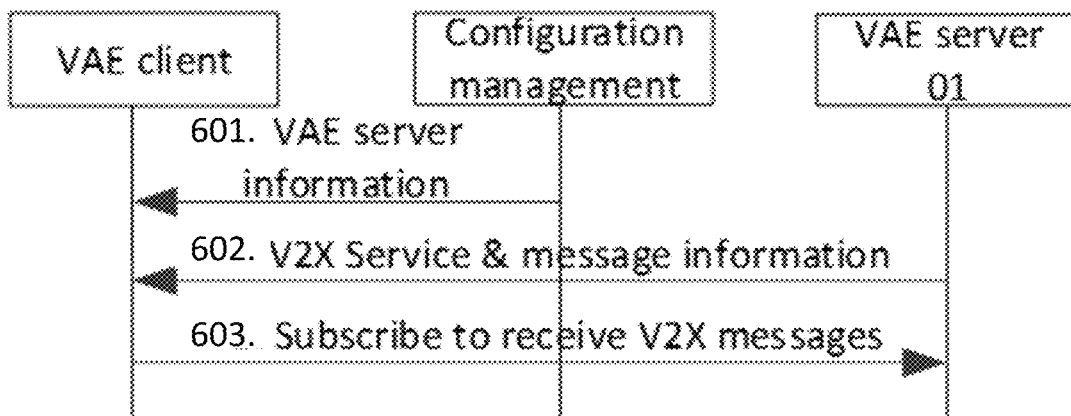 VAE client
Configuration
management
VAE server
01
601. VAE server
information
602. V2X Service & message information
603. Subscribe to receive V2X messages